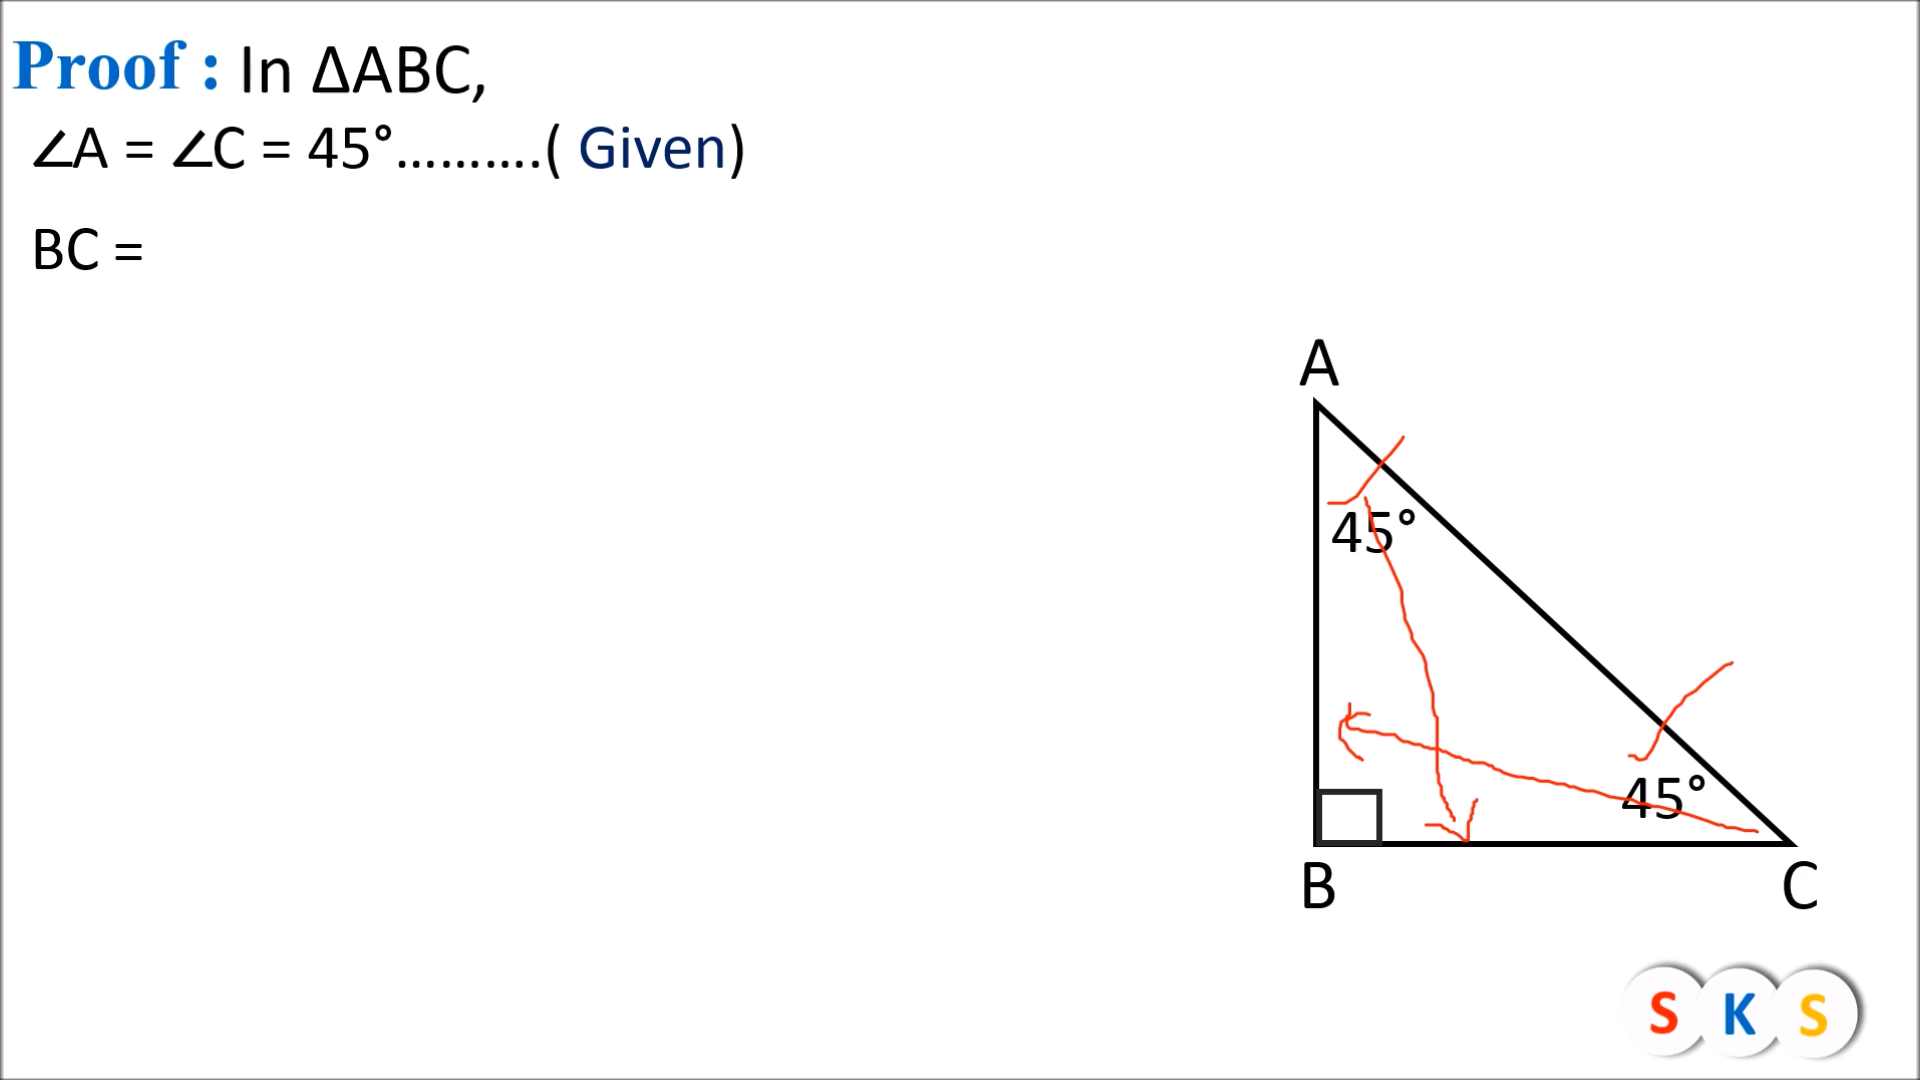 Proof : In ΔABC,
∠A = ∠C = 45°..........( Given)
BC =
A
45°
45°
B
C
S K S